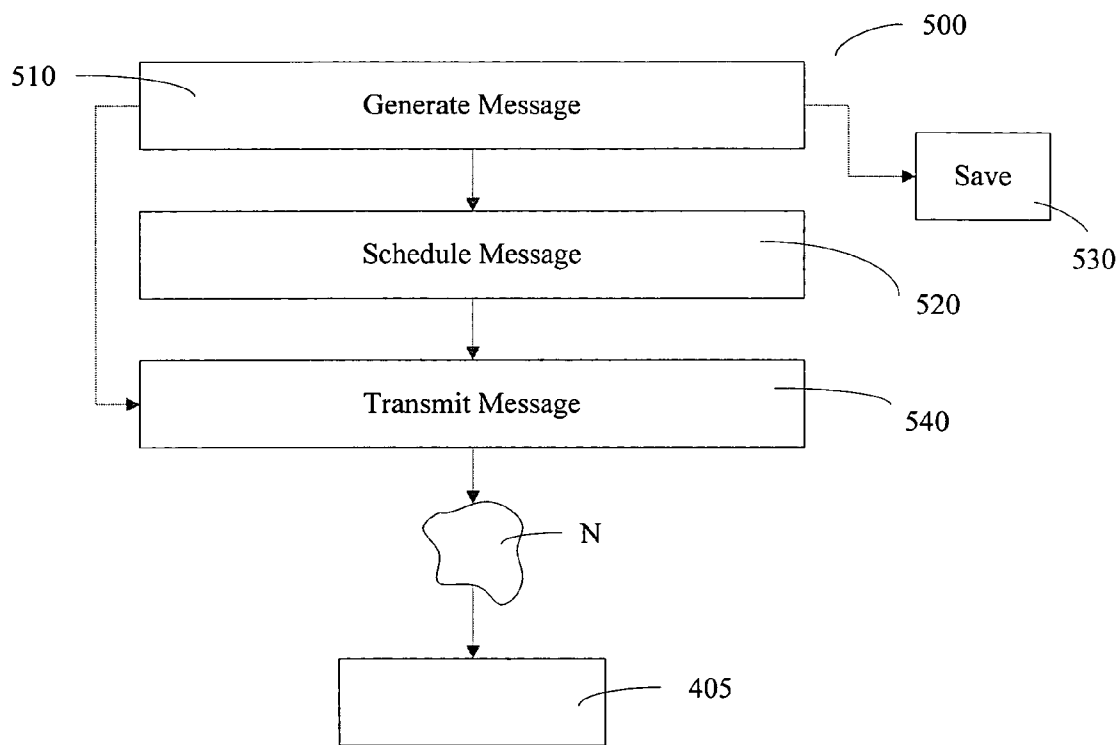 500
510
Generate Message
Save
530
Schedule Message
520
Transmit Message
540
N
405